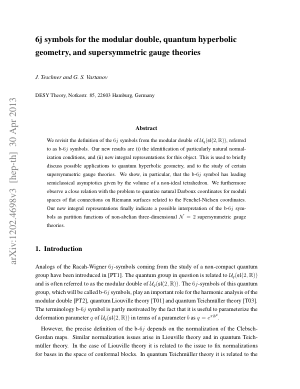 6j symbols for the modular double, quantum hyperbolic
geometry, and supersymmetric gauge theories
J. Teschner and G. S. Vartanov
DESY Theory, Notkestr. 85, 22603 Hamburg, Germany
Abstract
We revisit the definition of the 6j symbols from the modular double of U_q(sl(2,R)), referred
to as b-6j symbols. Our new results are (i) the identification of particularly natural normal-
ization conditions, and (ii) new integral representations for this object. This is used to briefly
discuss possible applications to quantum hyperbolic geometry, and to the study of certain
supersymmetric gauge theories. We show, in particular, that the b-6j symbol has leading
semiclassical asymptotics given by the volume of a non-ideal tetrahedron. We furthermore
observe a close relation with the problem to quantize natural Darboux coordinates for moduli
spaces of flat connections on Riemann surfaces related to the Fenchel-Nielsen coordinates.
Our new integral representations finally indicate a possible interpretation of the b-6j sym-
bols as partition functions of three-dimensional N = 2 supersymmetric gauge
theories.
1. Introduction
Analogs of the Racah-Wigner 6j-symbols coming from the study of a non-compact quantum
group have been introduced in [PT1]. The quantum group in question is related to U_q(sl(2,R))
and is often referred to as the modular double of U_q(sl(2,R)). The 6j-symbols of this quantum
group, which will be called b-6j symbols, play an important role for the harmonic analysis of the
modular double [PT2], quantum Liouville theory [T01] and quantum Teichmüller theory [T03].
The terminology b-6j symbol is partly motivated by the fact that it is useful to parameterize the
deformation parameter q of U_q(sl(2,R)) in terms of a parameter b as q = e^{πib²}.
However, the precise definition of the b-6j depends on the normalization of the Clebsch-
Gordan maps. Similar normalization issues arise in Liouville theory and in quantum Teich-
müller theory. In the case of Liouville theory it is related to the issue to fix normalizations
for bases in the space of conformal blocks. In quantum Teichmüller theory it is related to the
arXiv:1202.4698v3 [hep-th] 30 Apr 2013